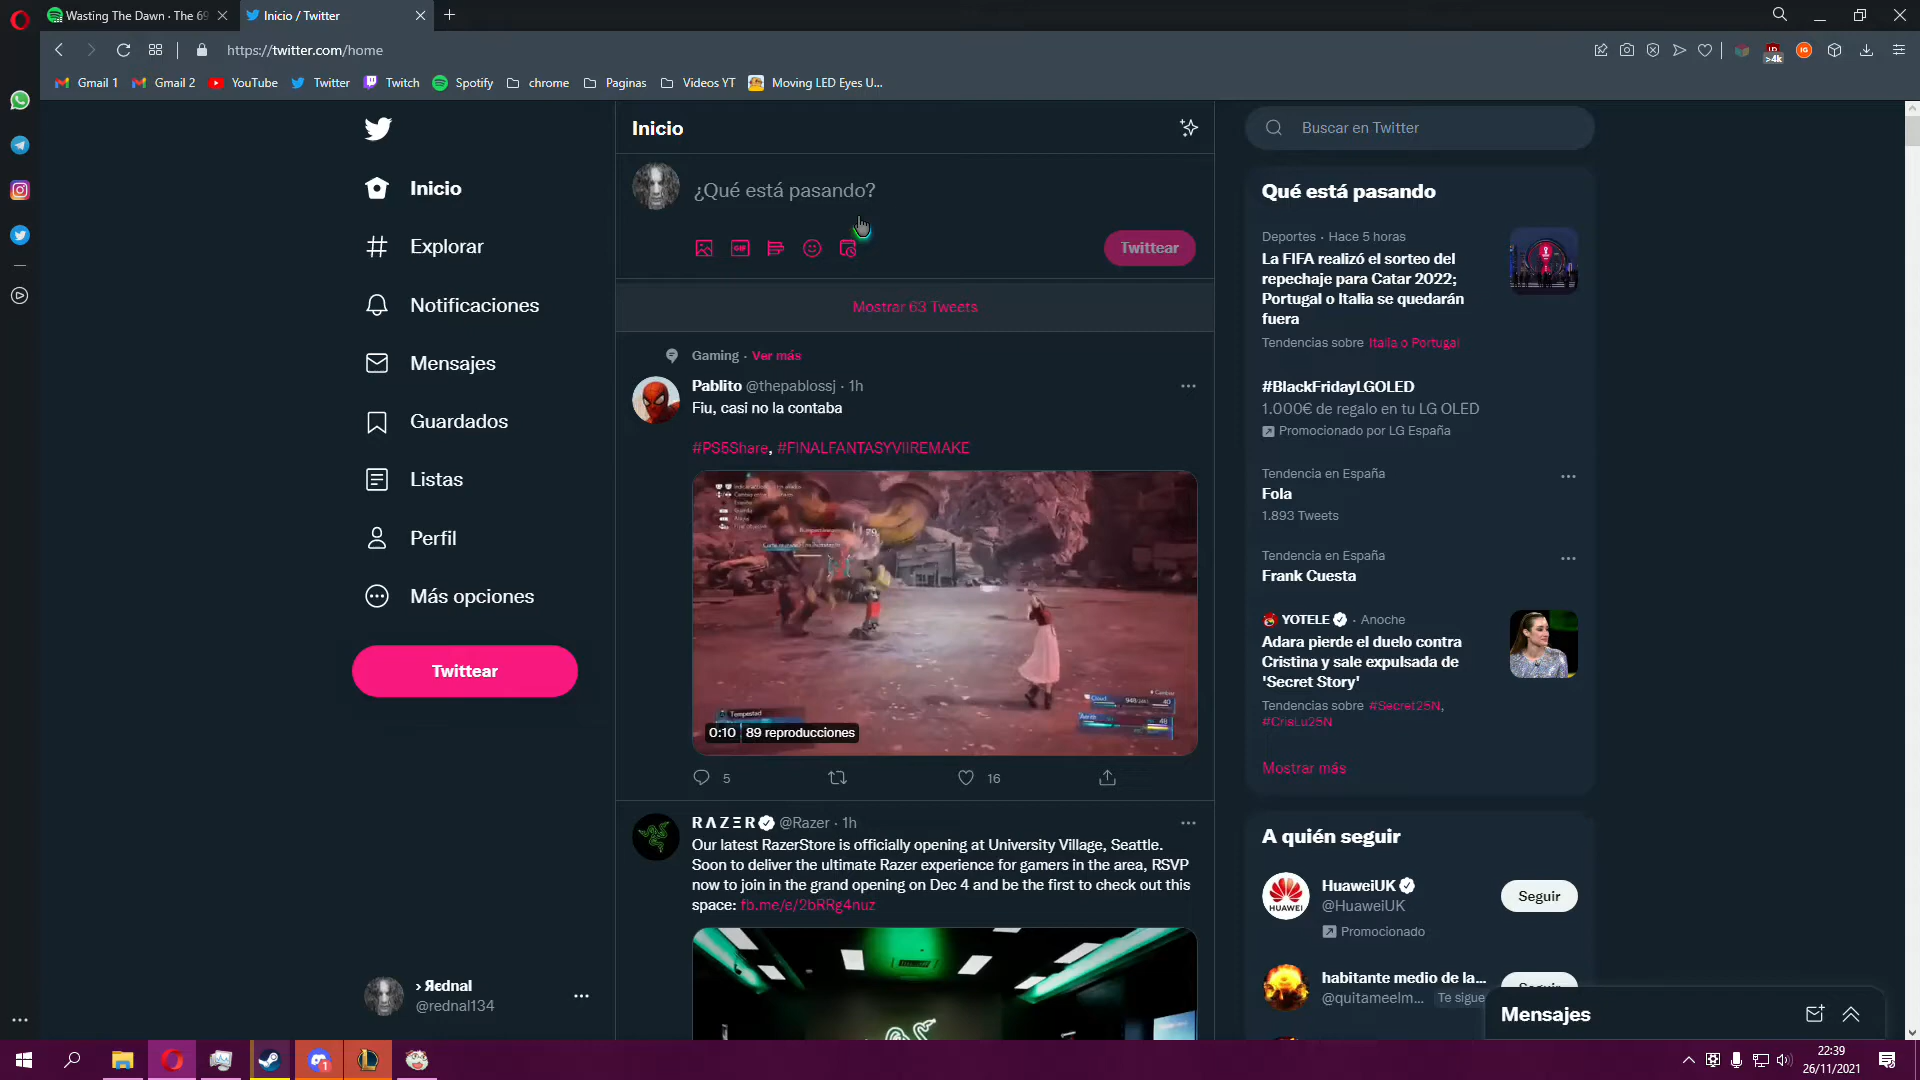 Wasting The Dawn · The 69
Inicio / Twitter
https://twitter.com/home
Gmail 1
Gmail 2
YouTube
Twitter
Twitch
Spotify
chrome
Paginas
Videos YT
Moving LED Eyes U...
>4k
Inicio
Explorar
Notificaciones
Mensajes
Guardados
Listas
Perfil
Más opciones
Twittear
› Яєdnal
@rednal134
Inicio
¿Qué está pasando?
GIF
Twittear
Mostrar 63 Tweets
Gaming · Ver más
Pablito @thepablossj · 1h
Fiu, casi no la contaba
#PS5Share, #FINALFANTASYVIIREMAKE
Tempestad
Cloud
Aerith
0:10 89 reproducciones
5
16
RΛZΞR @Razer · 1h
Our latest RazerStore is officially opening at University Village, Seattle.
Soon to deliver the ultimate Razer experience for gamers in the area, RSVP
now to join in the grand opening on Dec 4 and be the first to check out this
space: fb.me/e/2bRRg4nuz
Buscar en Twitter
Qué está pasando
Deportes · Hace 5 horas
La FIFA realizó el sorteo del
repechaje para Catar 2022;
Portugal o Italia se quedarán
fuera
Tendencias sobre Italia o Portugal
#BlackFridayLGOLED
1.000€ de regalo en tu LG OLED
Promocionado por LG España
Tendencia en España
Fola
1.893 Tweets
Tendencia en España
Frank Cuesta
YOTELE · Anoche
Adara pierde el duelo contra
Cristina y sale expulsada de
'Secret Story'
Tendencias sobre #Secret25N,
#CrisLu25N
Mostrar más
A quién seguir
HUAWEI
HuaweiUK
@HuaweiUK
Promocionado
Seguir
habitante medio de la...
@quitameelm... Te sigue
Seguir
Mensajes
1
22:39
26/11/2021